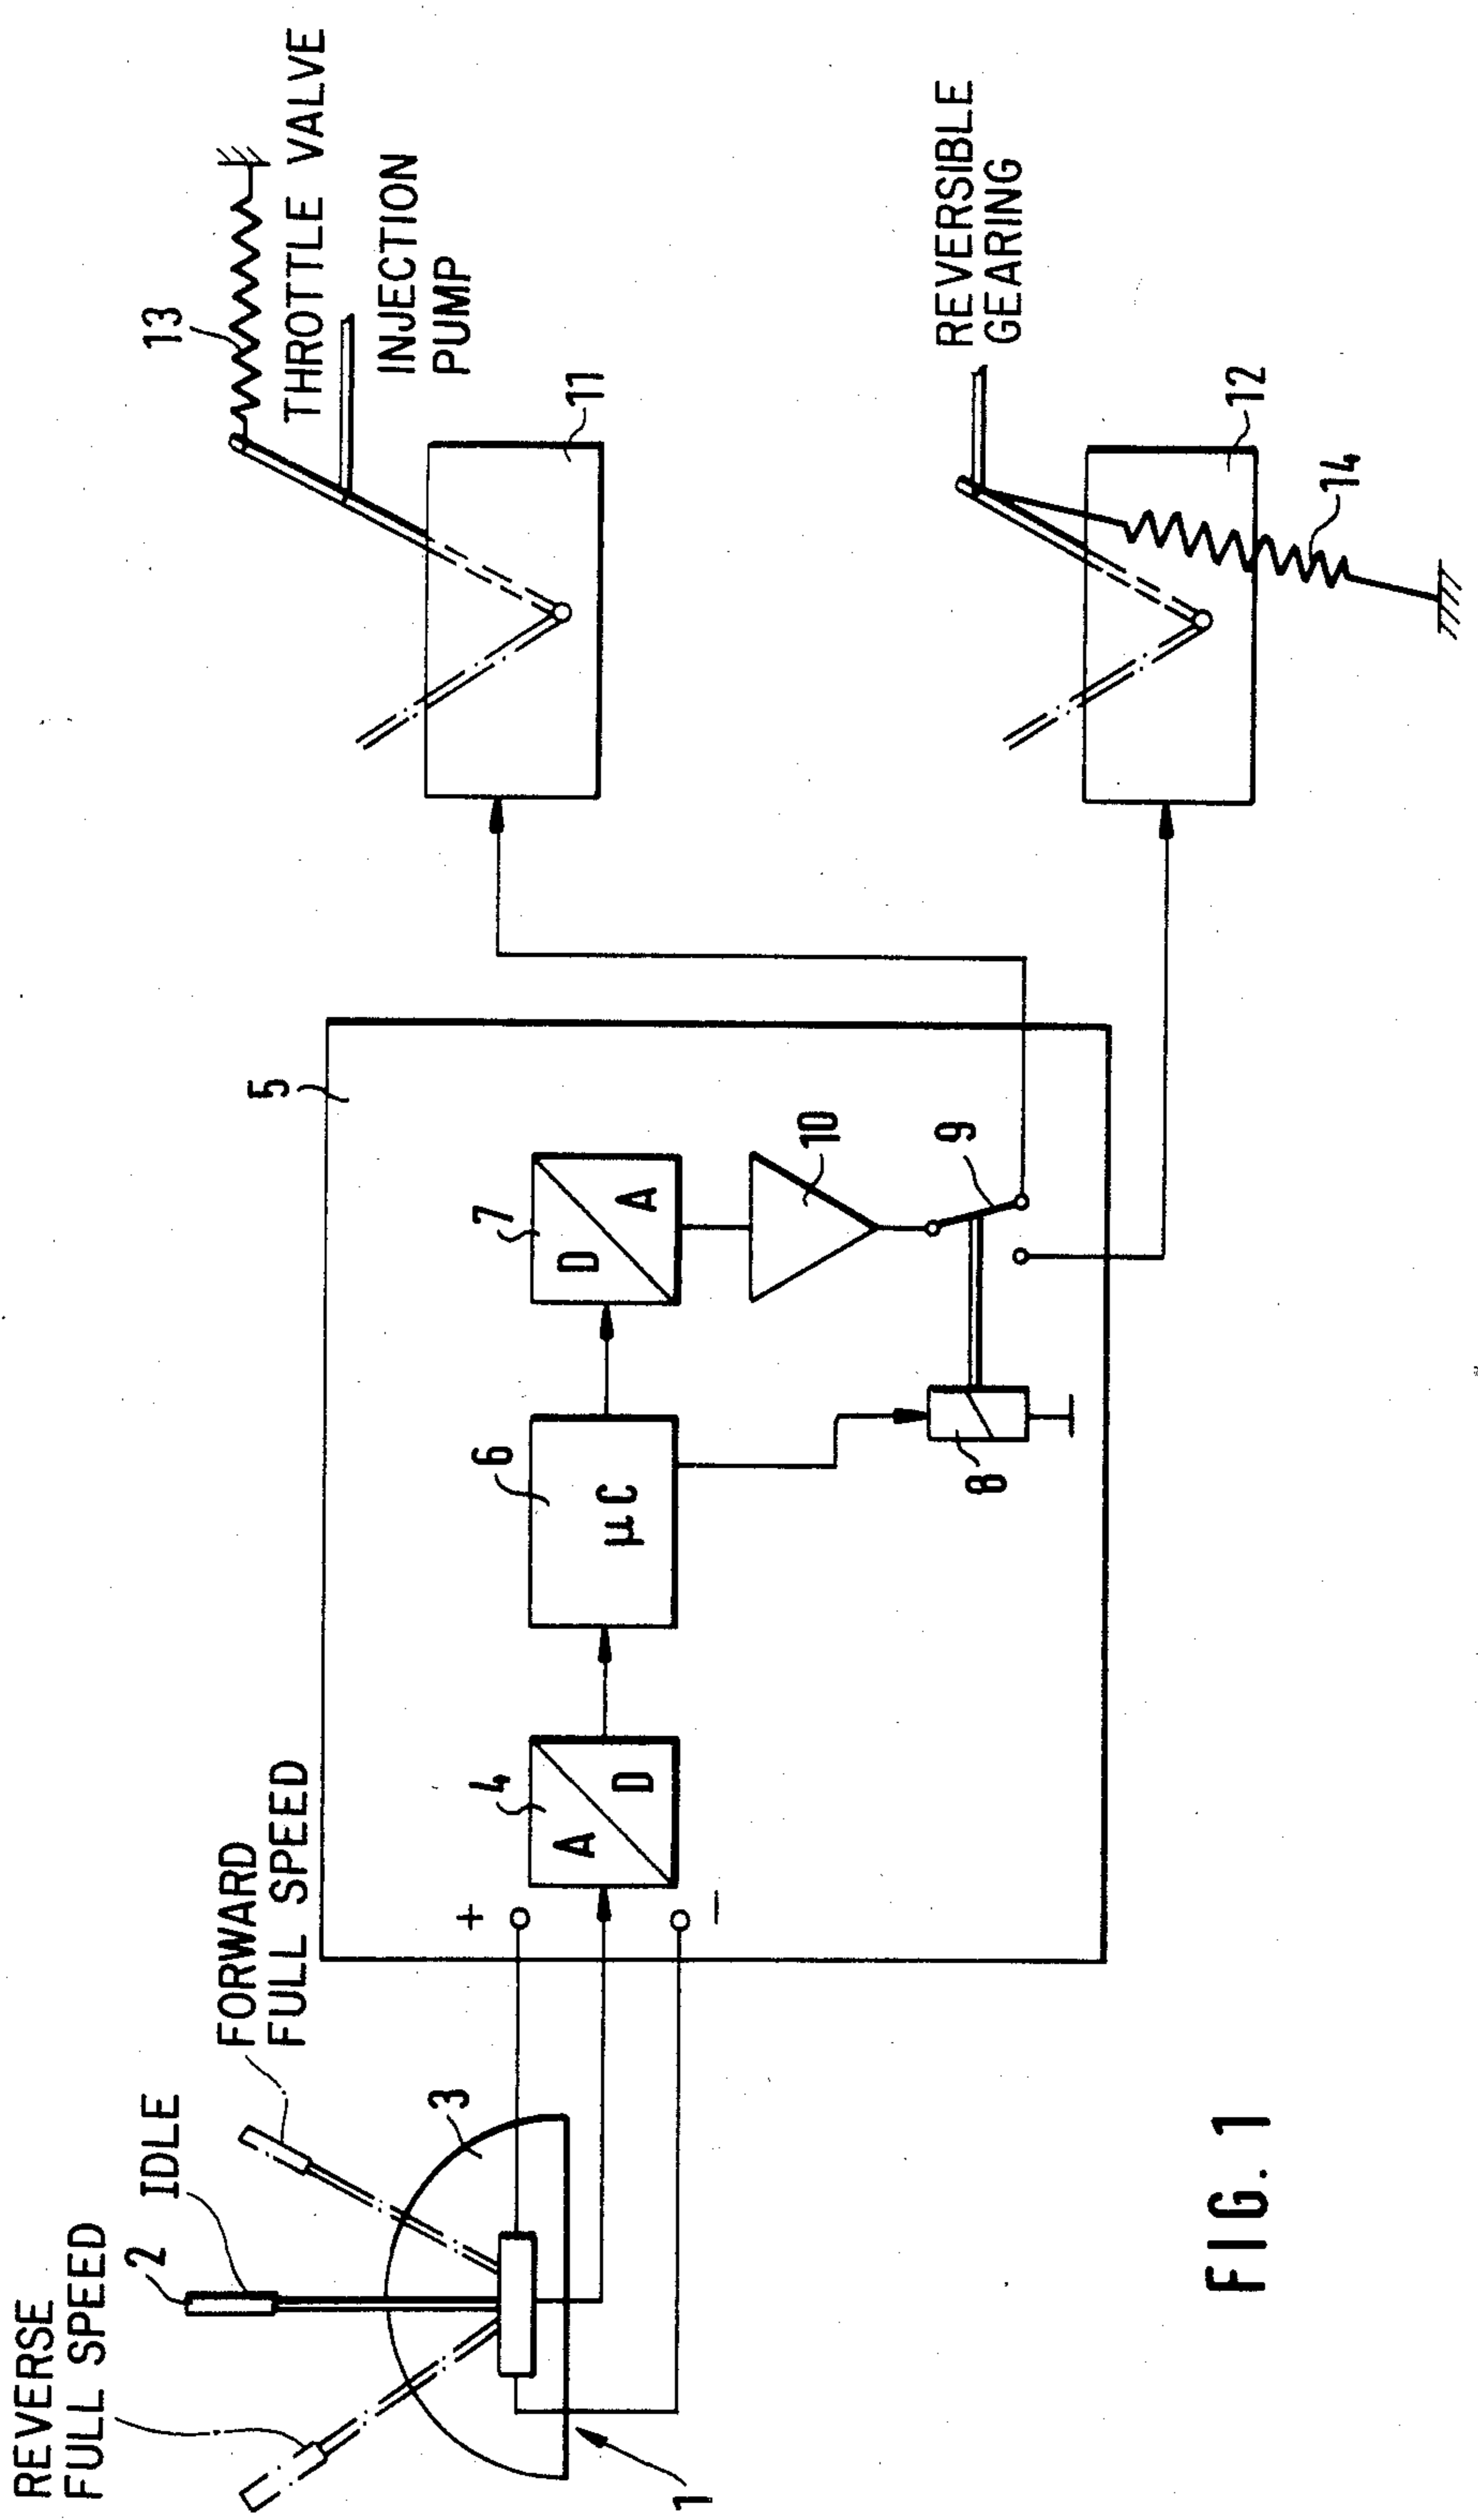 REVERSE
FULL SPEED
2
IDLE
FORWARD
FULL SPEED
3
1
+
−
4
A
D
5
6
µC
7
D
A
10
8
9
13
THROTTLE VALVE
INJECTION
PUMP
11
REVERSIBLE
GEARING
12
14
FIG. 1